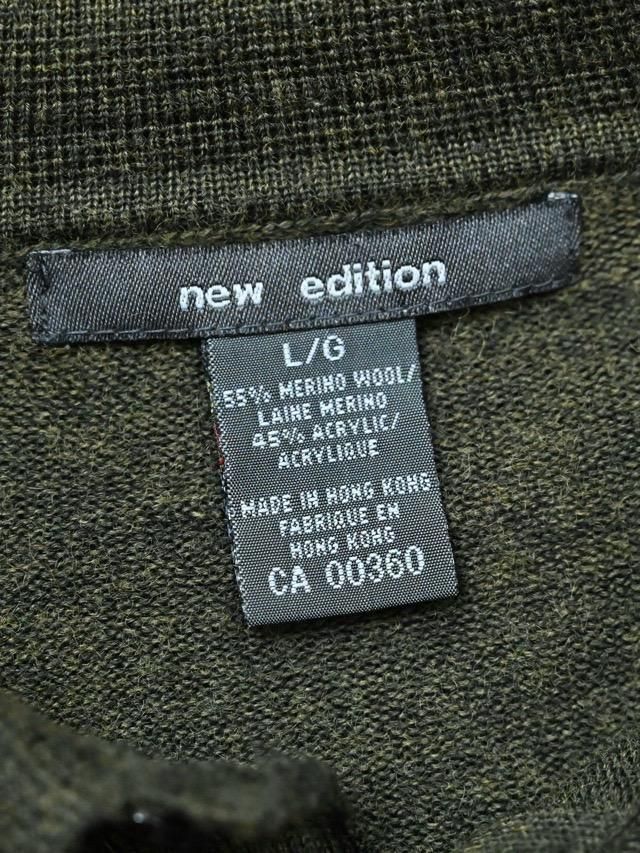 new edition
L/G
55% MERINO WOOL/
LAINE MERINO
45% ACRYLIC/
ACRYLIQUE
MADE IN HONG KONG
FABRIQUE EN
HONG KONG
CA 00360